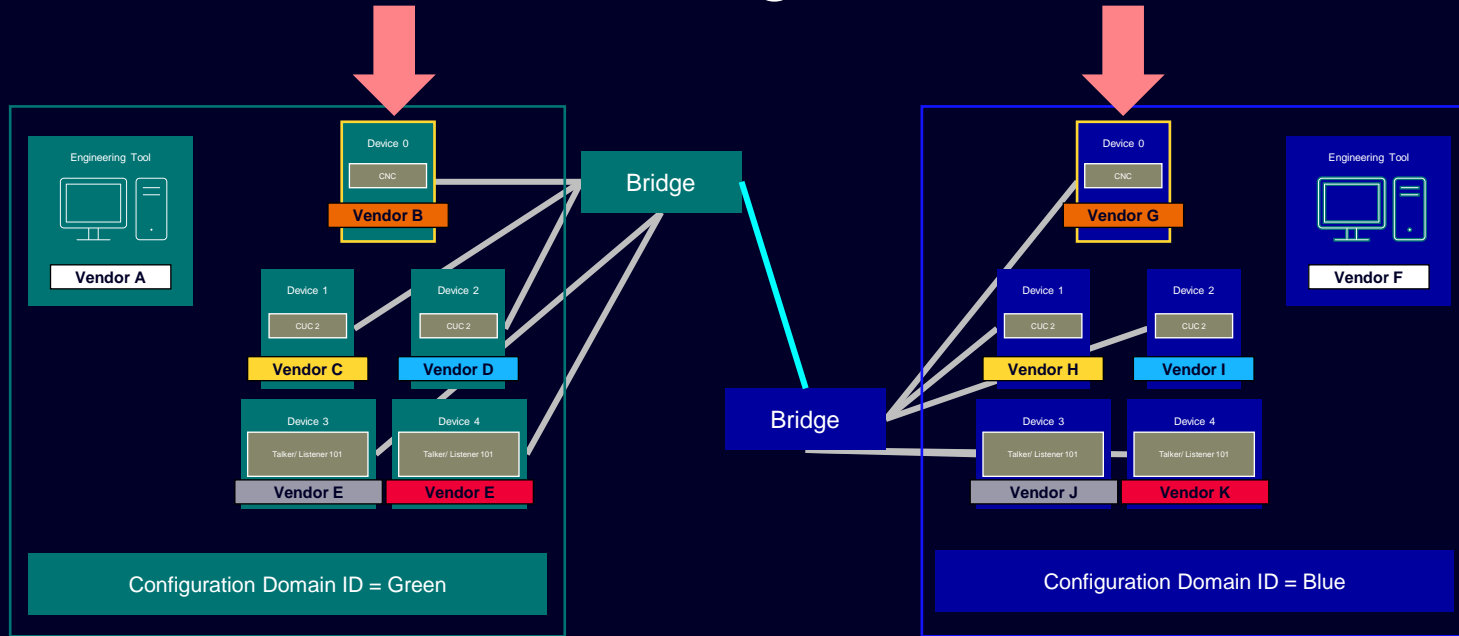 Engineering Tool
Vendor A
Device 0
CNC
Vendor B
Device 1
CUC 2
Vendor C
Device 2
CUC 2
Vendor D
Device 3
Talker/ Listener 101
Vendor E
Device 4
Talker/ Listener 101
Vendor E
Configuration Domain ID = Green
Bridge
Bridge
Device 0
CNC
Vendor G
Engineering Tool
Vendor F
Device 1
CUC 2
Vendor H
Device 2
CUC 2
Vendor I
Device 3
Talker/ Listener 101
Vendor J
Device 4
Talker/ Listener 101
Vendor K
Configuration Domain ID = Blue